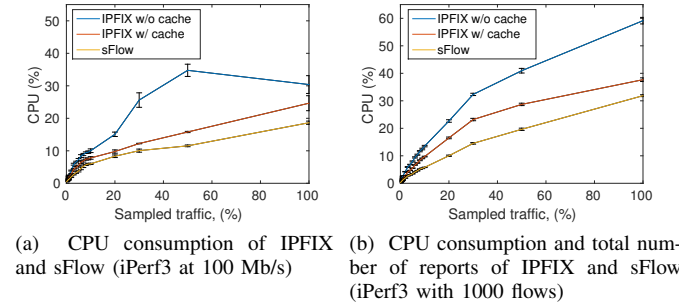 IPFIX w/o cache
IPFIX w/ cache
sFlow
CPU (%)
50
40
30
20
10
0
0
20
40
60
80
100
Sampled traffic, (%)
IPFIX w/o cache
IPFIX w/ cache
sFlow
CPU (%)
60
50
40
30
20
10
0
0
20
40
60
80
100
Sampled traffic, (%)
(a) CPU consumption of IPFIX
and sFlow (iPerf3 at 100 Mb/s)
(b) CPU consumption and total num-
ber of reports of IPFIX and sFlow
(iPerf3 with 1000 flows)